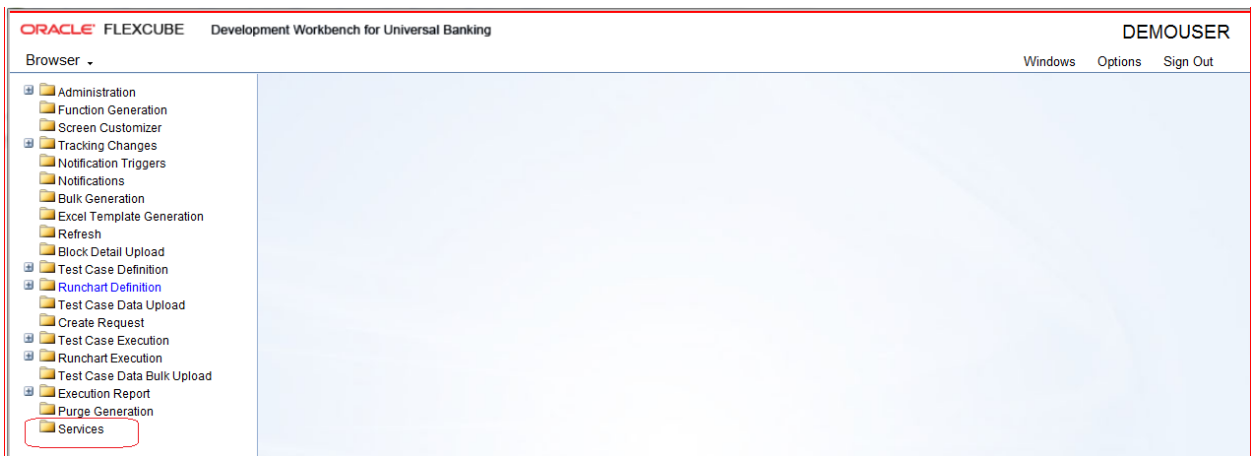 ORACLE FLEXCUBE Development Workbench for Universal Banking
DEMOUSER
Browser
Windows Options Sign Out
Administration
Function Generation
Screen Customizer
Tracking Changes
Notification Triggers
Notifications
Bulk Generation
Excel Template Generation
Refresh
Block Detail Upload
Test Case Definition
Runchart Definition
Test Case Data Upload
Create Request
Test Case Execution
Runchart Execution
Test Case Data Bulk Upload
Execution Report
Purge Generation
Services